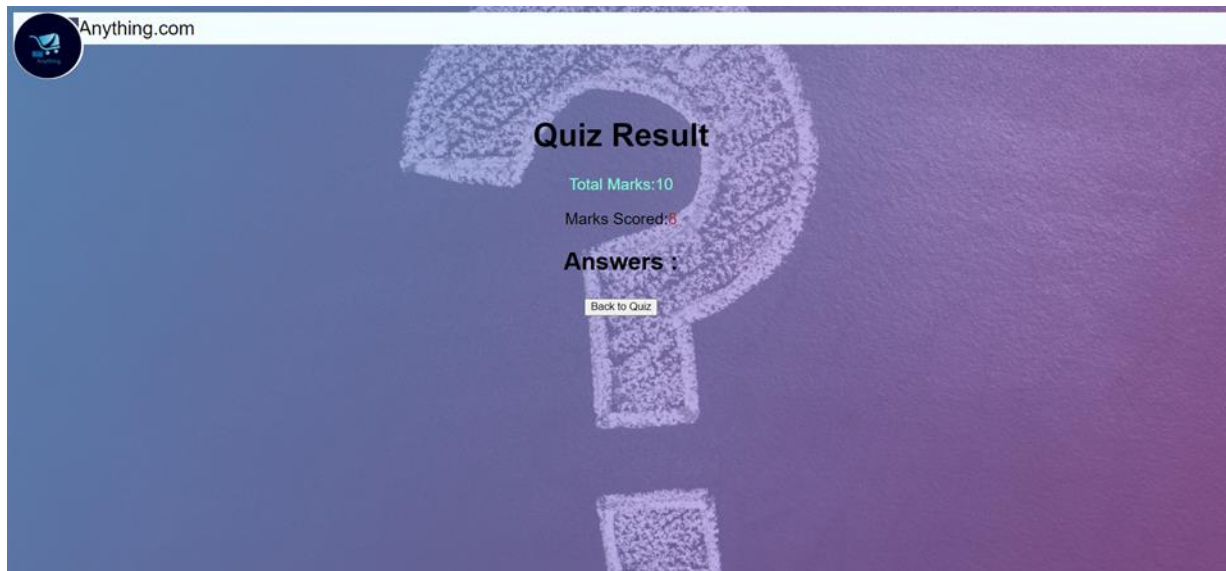 Anything.com
Quiz Result
Total Marks:10
Marks Scored:8
Answers :
Back to Quiz